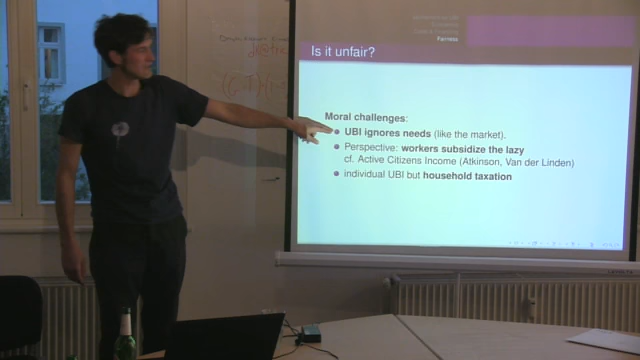 Fairness
Is it unfair?
Moral challenges:
UBI ignores needs (like the market).
Perspective: workers subsidize the lazy
cf. Active Citizens Income (Atkinson, Van der Linden)
individual UBI but household taxation